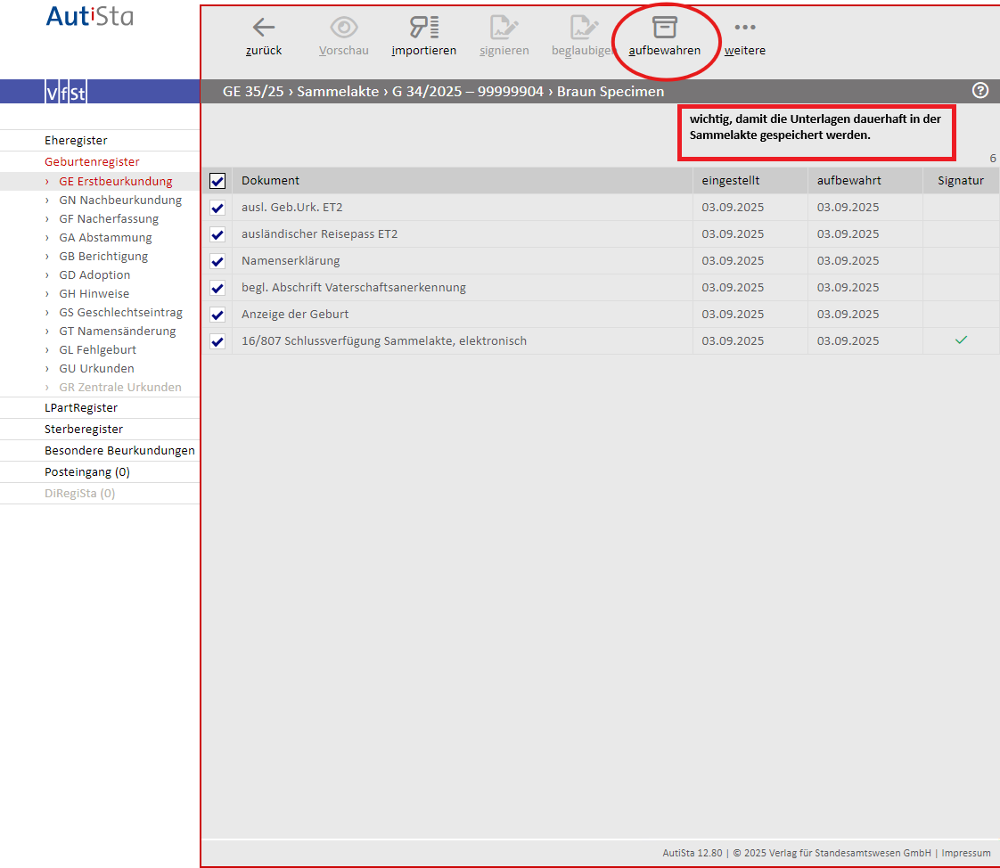 AutiSta
zurück
Vorschau
importieren
signieren
beglaubigen
aufbewahren
weitere
VfSt
GE 35/25 › Sammelakte › G 34/2025 – 99999904 › Braun Specimen
?
wichtig, damit die Unterlagen dauerhaft in der
Sammelakte gespeichert werden.
6
Eheregister
Geburtenregister
› GE Erstbeurkundung
› GN Nachbeurkundung
› GF Nacherfassung
› GA Abstammung
› GB Berichtigung
› GD Adoption
› GH Hinweise
› GS Geschlechtseintrag
› GT Namensänderung
› GL Fehlgeburt
› GU Urkunden
› GR Zentrale Urkunden
LPartRegister
Sterberegister
Besondere Beurkundungen
Posteingang (0)
DiRegiSta (0)
Dokument eingestellt aufbewahrt Signatur
ausl. Geb.Urk. ET2 03.09.2025 03.09.2025
ausländischer Reisepass ET2 03.09.2025 03.09.2025
Namenserklärung 03.09.2025 03.09.2025
begl. Abschrift Vaterschaftsanerkennung 03.09.2025 03.09.2025
Anzeige der Geburt 03.09.2025 03.09.2025
16/807 Schlussverfügung Sammelakte, elektronisch 03.09.2025 03.09.2025
AutiSta 12.80 | © 2025 Verlag für Standesamtswesen GmbH | Impressum